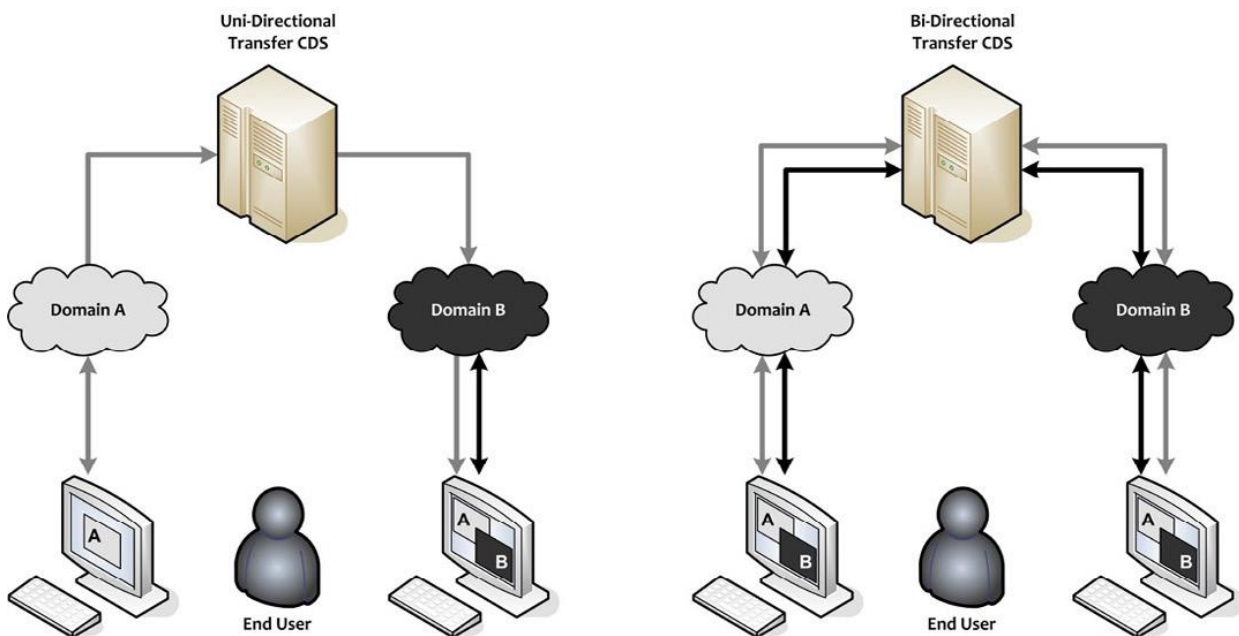 Uni-Directional
Transfer CDS
Domain A
Domain B
A
A
B
End User
Bi-Directional
Transfer CDS
Domain A
Domain B
A
B
A
B
End User